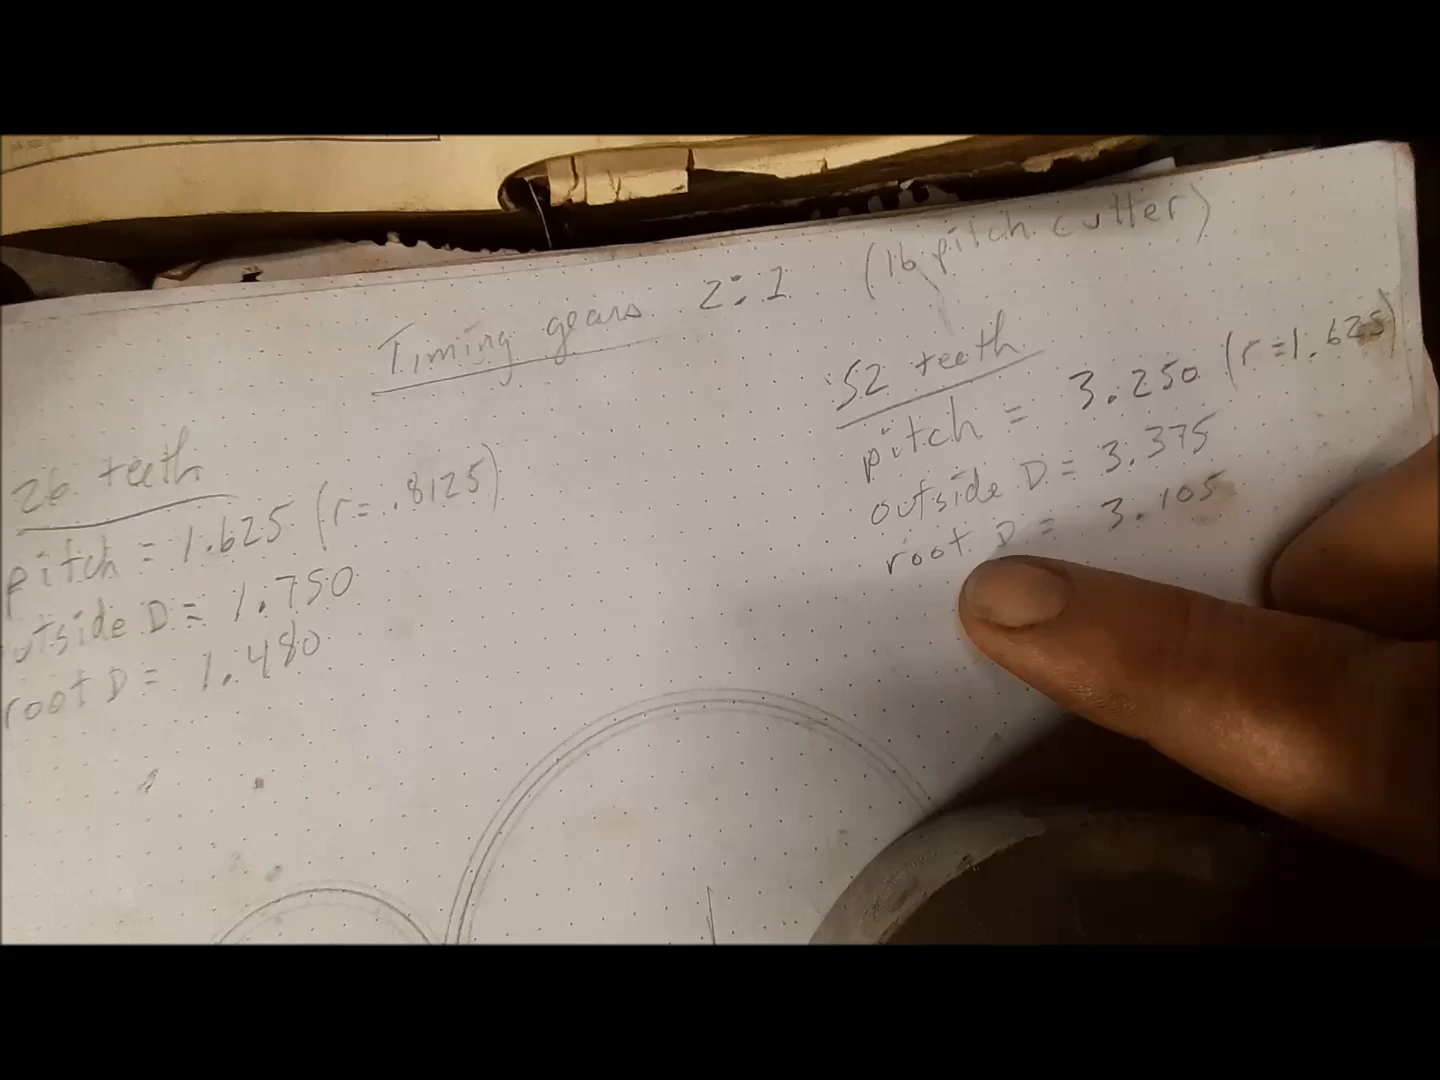 Timing gears 2:1 (16 pitch cutter)
26 teeth
pitch = 1.625 (r= .8125)
outside D = 1.750
root D = 1.480
52 teeth
pitch = 3.250 (r=1.625)
outside D = 3.375
root D = 3.105